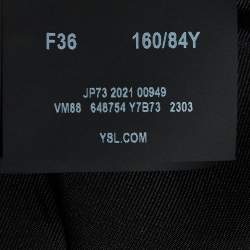 F36 160/84Y
JP73 2021 00949
VM88 648754 Y7B73 2303
YSL.COM